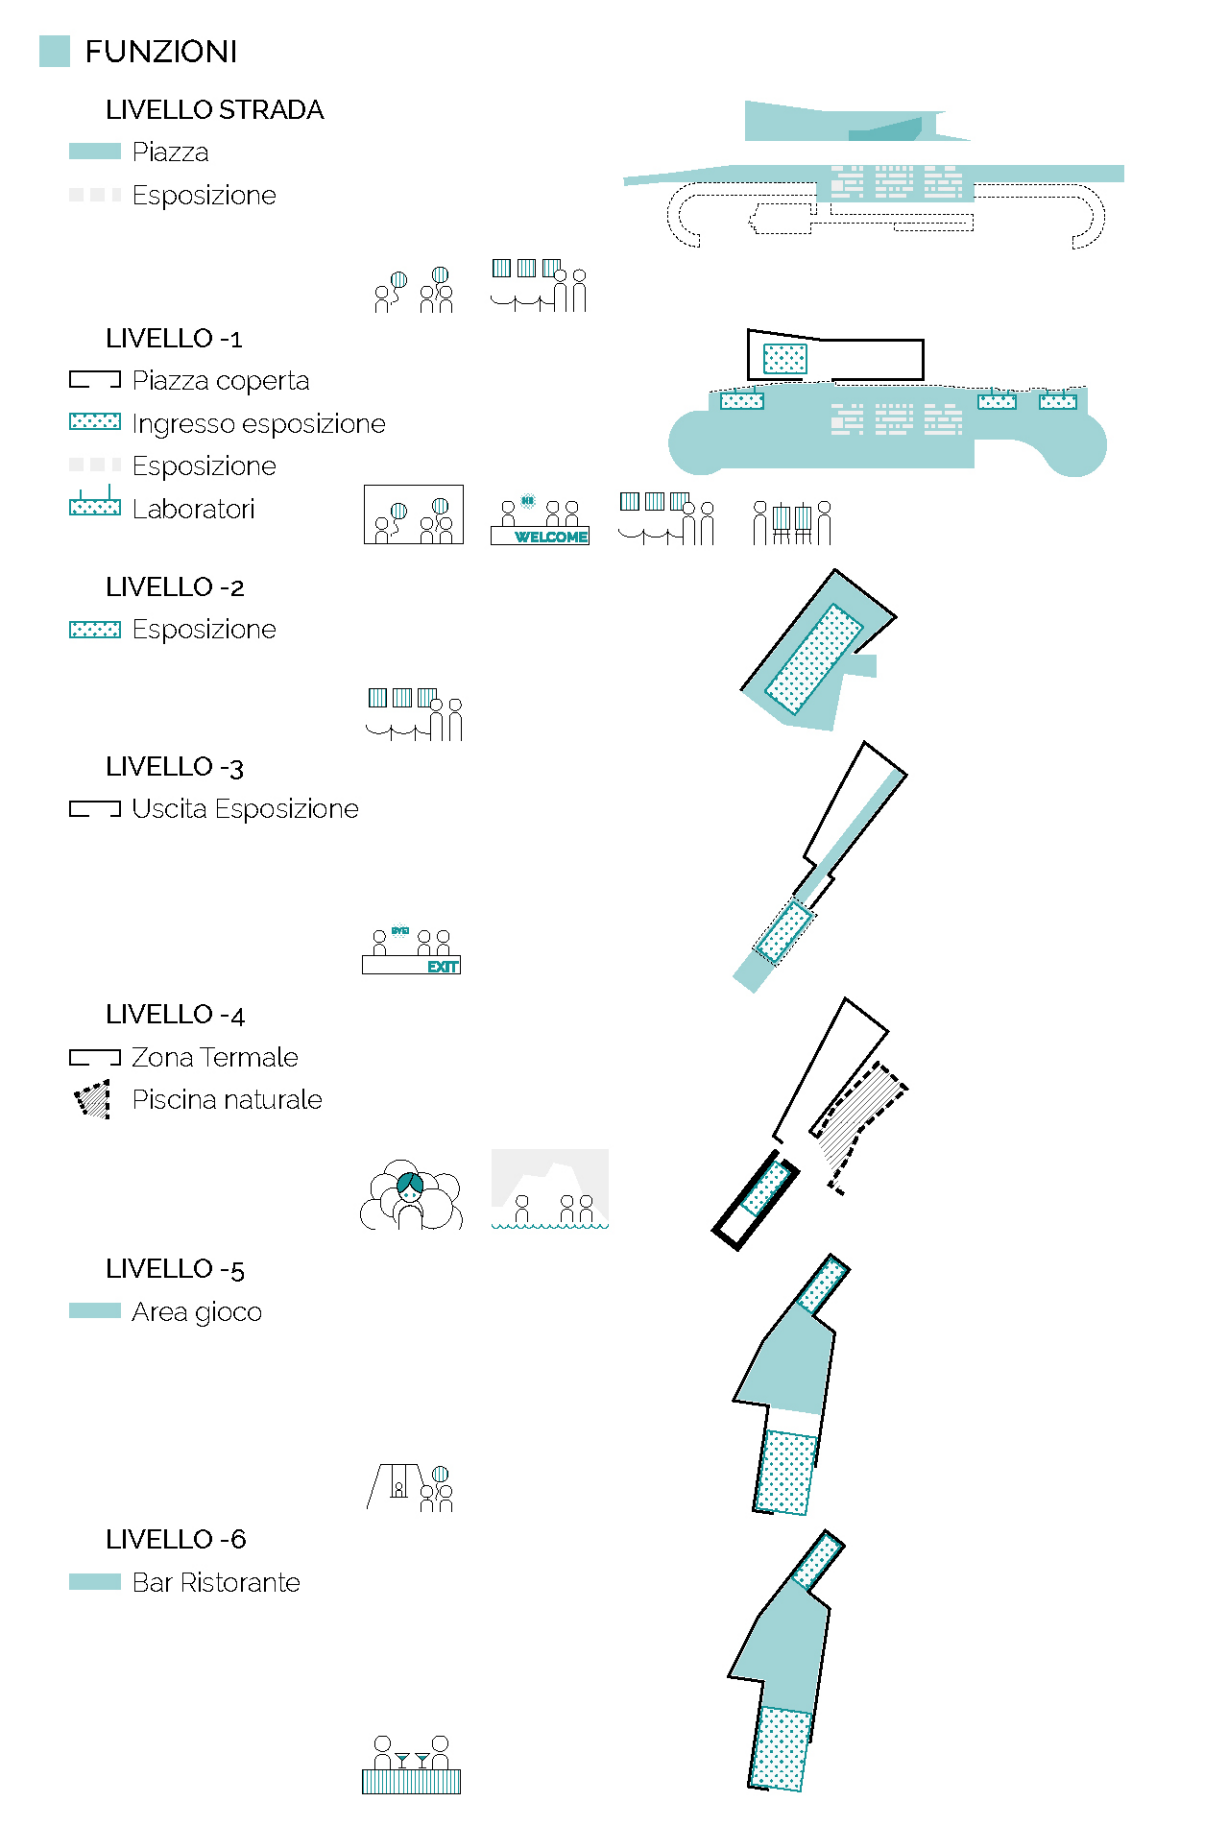 FUNZIONI
LIVELLO STRADA
Piazza
Esposizione
LIVELLO -1
Piazza coperta
Ingresso esposizione
Esposizione
Laboratori
WELCOME
LIVELLO -2
Esposizione
LIVELLO -3
Uscita Esposizione
BYE!
EXIT
LIVELLO -4
Zona Termale
Piscina naturale
LIVELLO -5
Area gioco
LIVELLO -6
Bar Ristorante